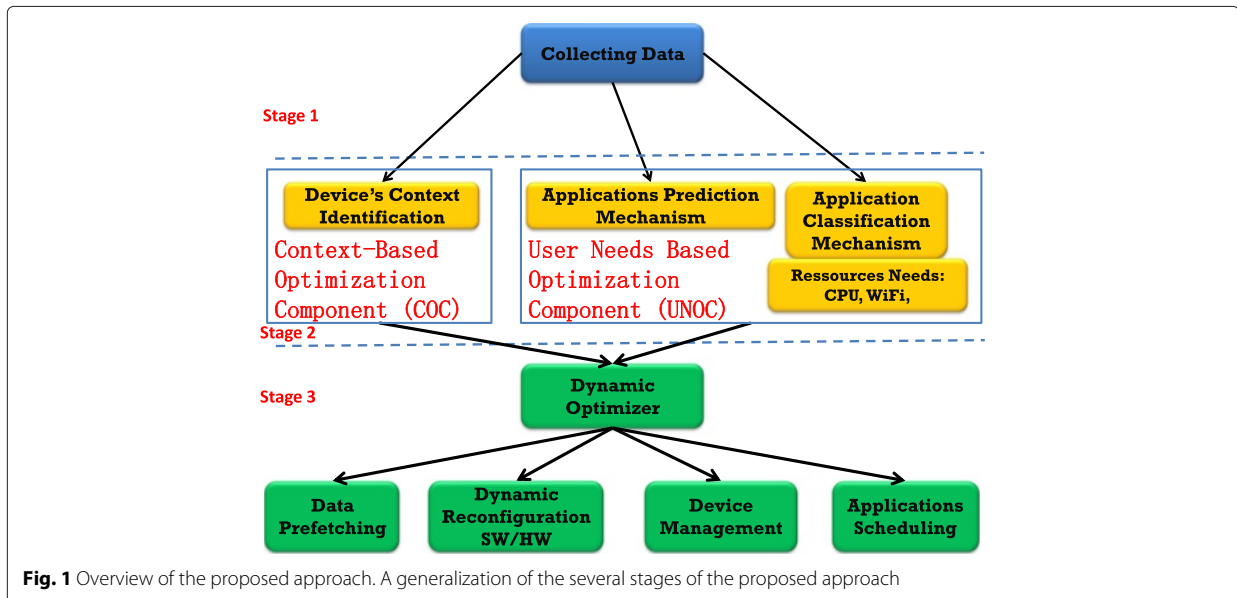 Collecting Data
Stage 1
Device's Context
Identification
Applications Prediction
Mechanism
Application
Classification
Mechanism
Context-Based
Optimization
Component (COC)
User Needs Based
Optimization
Component (UNOC)
Ressources Needs:
CPU, WiFi,
Stage 2
Stage 3
Dynamic
Optimizer
Data
Prefetching
Dynamic
Reconfiguration
SW/HW
Device
Management
Applications
Scheduling
Fig. 1 Overview of the proposed approach. A generalization of the several stages of the proposed approach